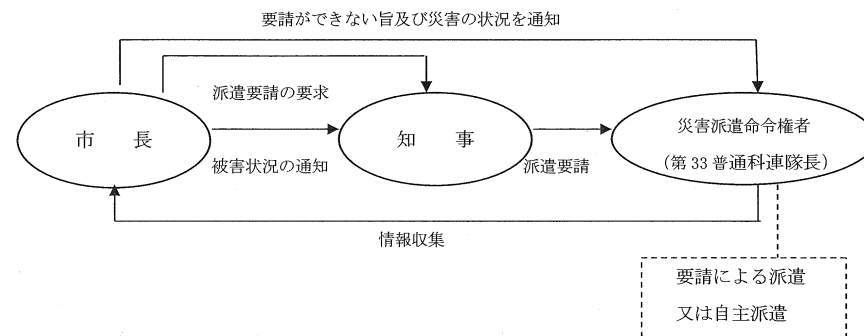 要請ができない旨及び災害の状況を通知
派遣要請の要求
市　長
知　事
災害派遣命令権者
(第 33 普通科連隊長)
被害状況の通知
派遣要請
情報収集
要請による派遣
又は自主派遣